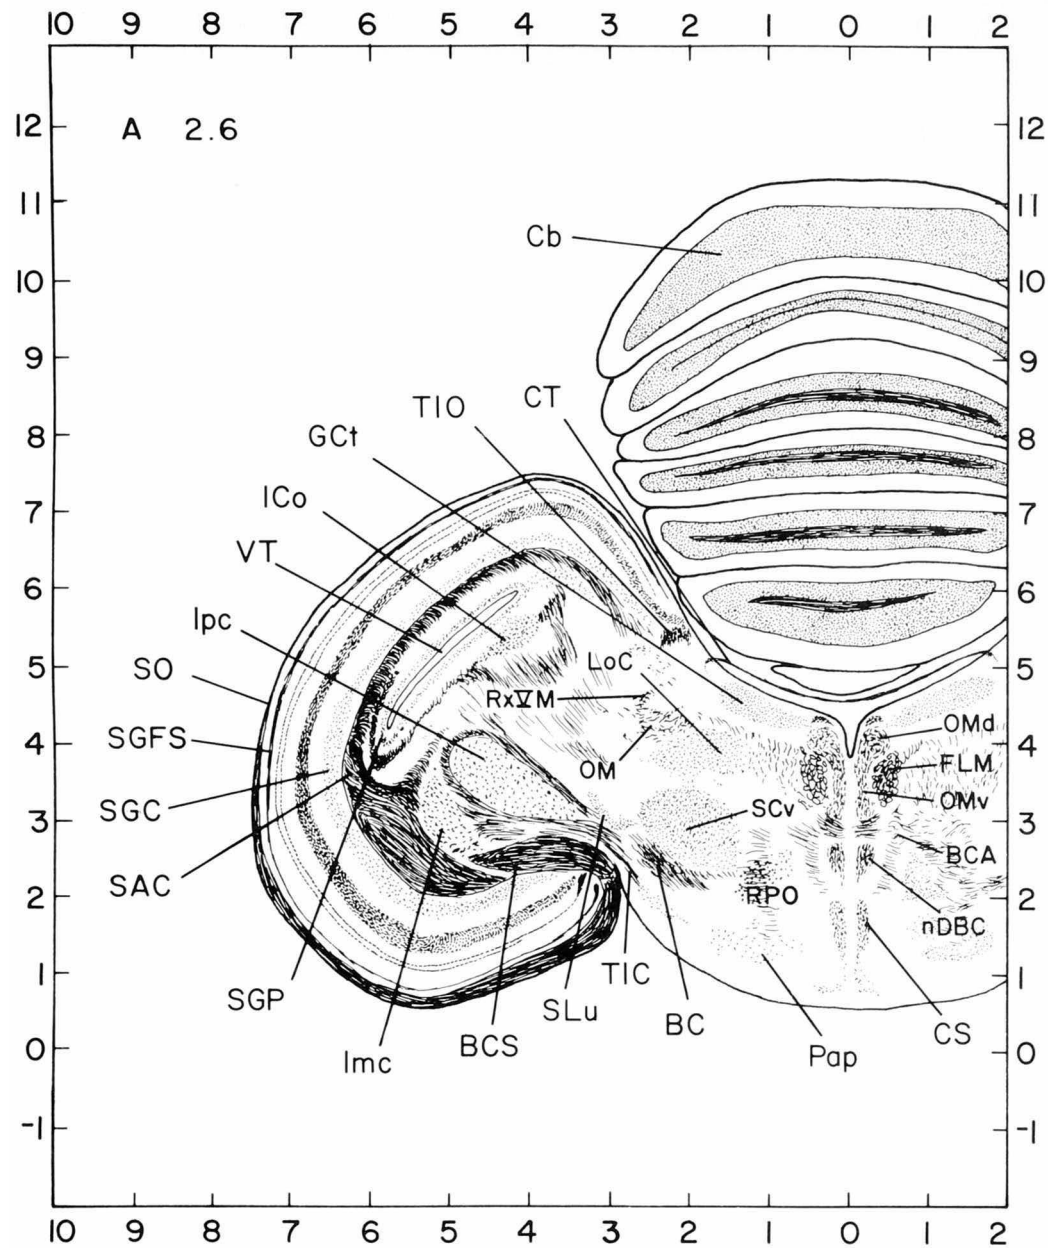 10 9 8 7 6 5 4 3 2 1 0 1 2
A 2.6
12 12
11 11
Cb
10 10
9 9
CT
TIO
8 8
GCt
7 7
ICo
VT
6 6
Ipc
LoC
5 5
SO
RxVM
OMd
SGFS
4 4
FLM
OM
OMv
SGC
SCv
3 3
BCA
SAC
RPO
2 2
nDBC
TIC
1 1
SGP
SLu
BC
CS
BCS
Imc
Pap
0 0
-1 -1
10 9 8 7 6 5 4 3 2 1 0 1 2